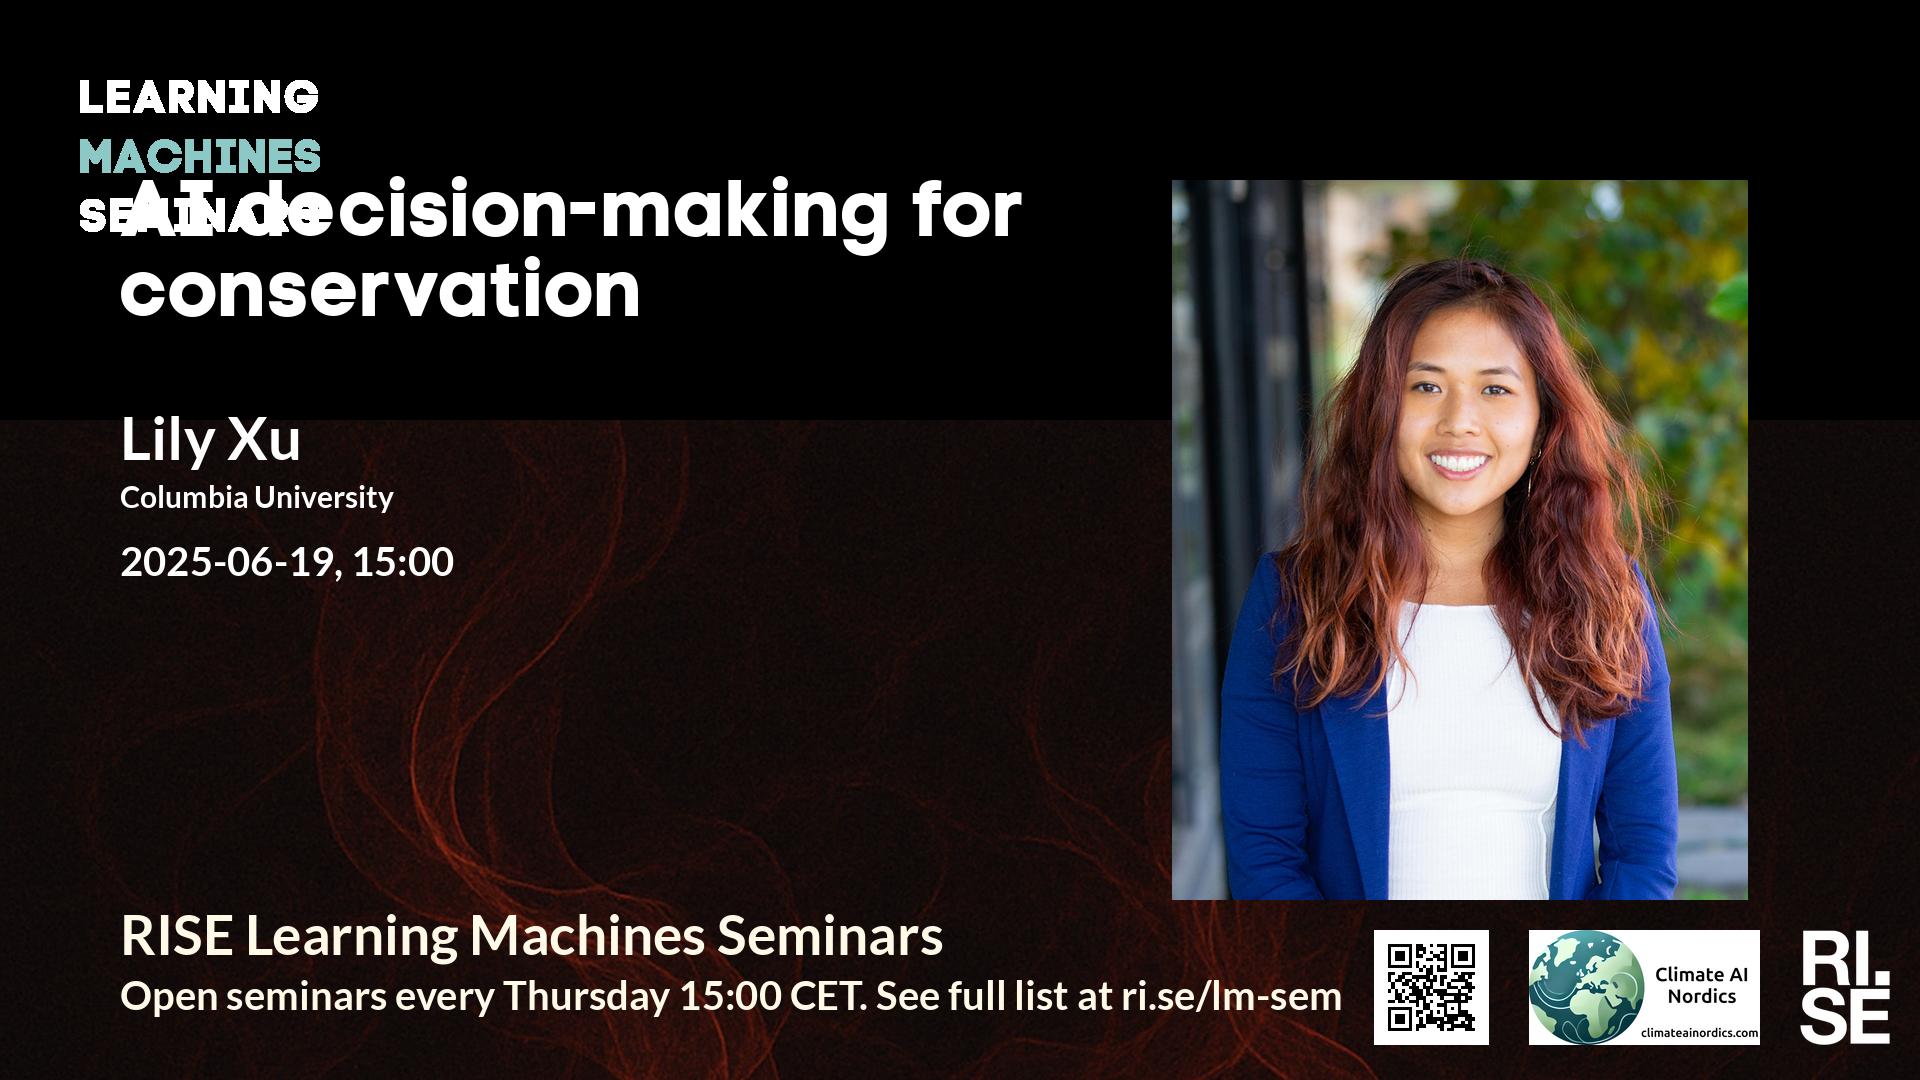 LEARNING
MACHINES
SEMINARS
AI decision-making for
conservation
Lily Xu
Columbia University
2025-06-19, 15:00
RISE Learning Machines Seminars
Open seminars every Thursday 15:00 CET. See full list at ri.se/lm-sem
Climate AI
Nordics
climateainordics.com
RI.
SE